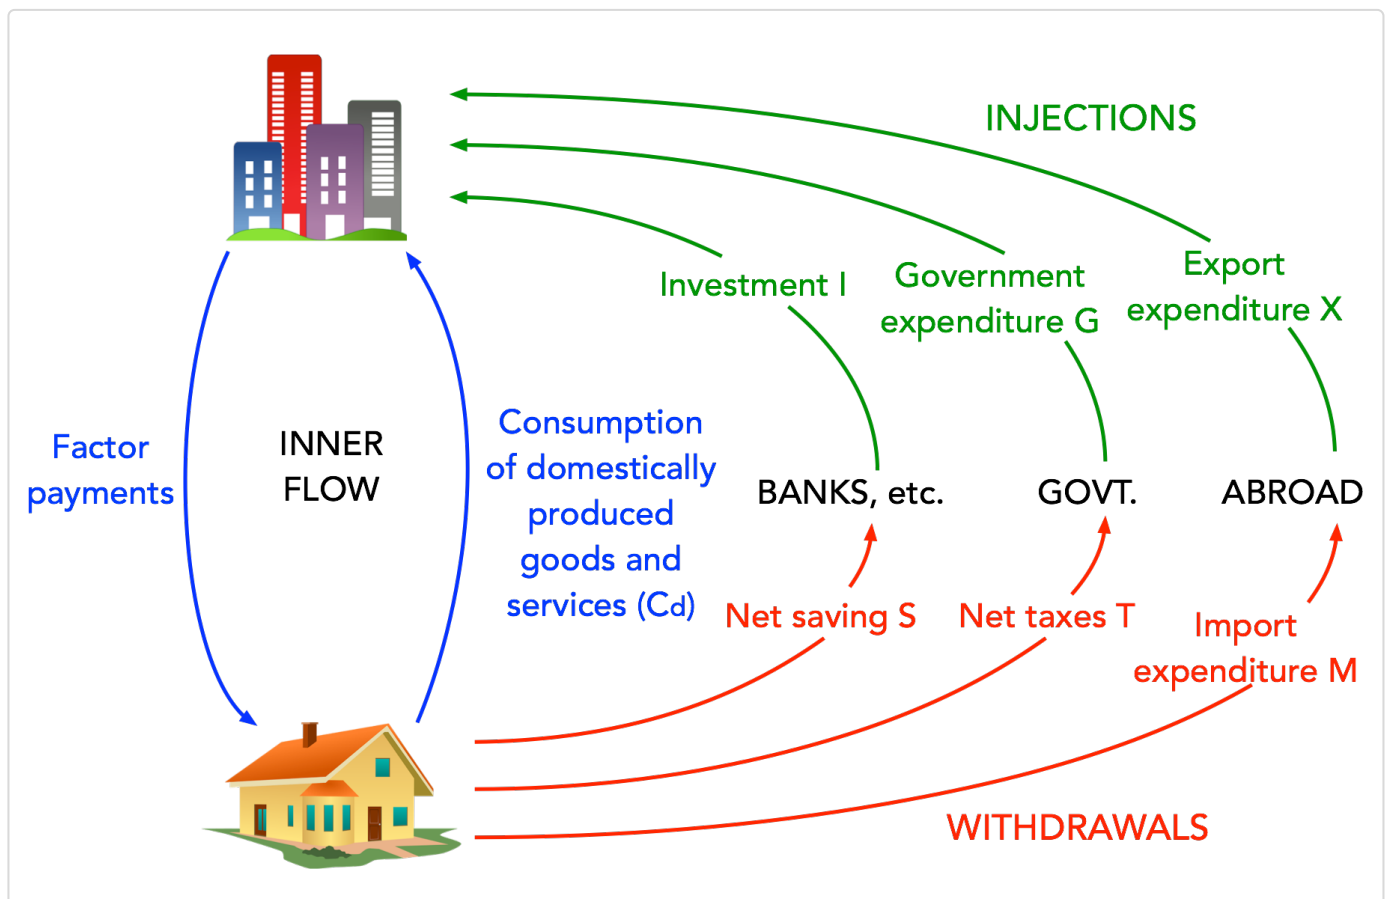 INJECTIONS
Investment I
Government
expenditure G
Export
expenditure X
Factor
payments
INNER
FLOW
Consumption
of domestically
produced
goods and
services (Cd)
BANKS, etc.
GOVT.
ABROAD
Net saving S
Net taxes T
Import
expenditure M
WITHDRAWALS